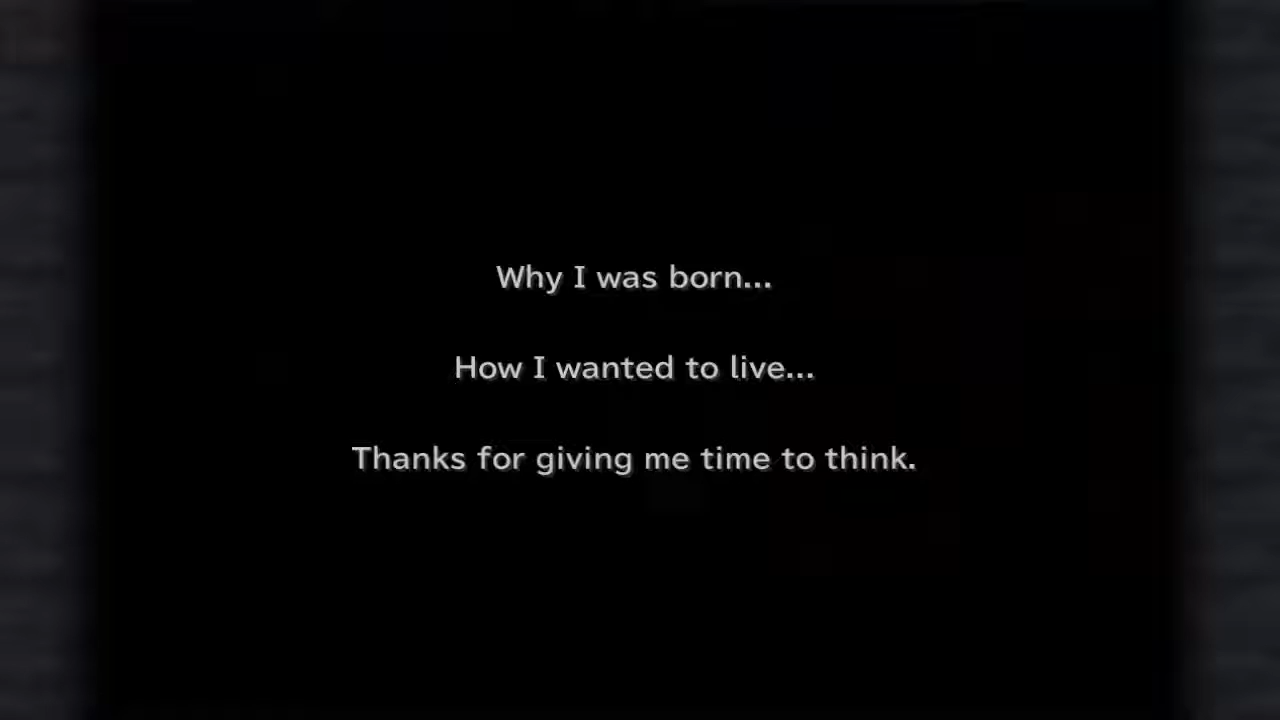 Why I was born...
How I wanted to live...
Thanks for giving me time to think.